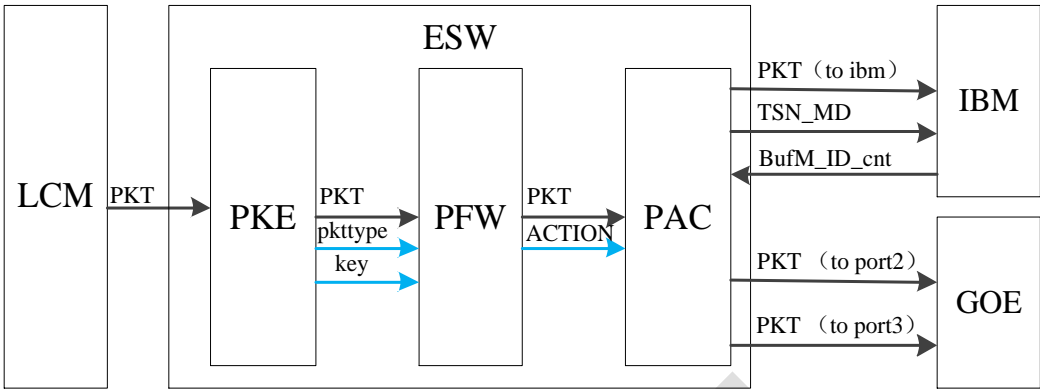 ESW
LCM
PKT
PKE
PKT
pkttype
key
PFW
PKT
ACTION
PAC
PKT（to ibm）
TSN_MD
BufM_ID_cnt
IBM
PKT （to port2）
PKT （to port3）
GOE